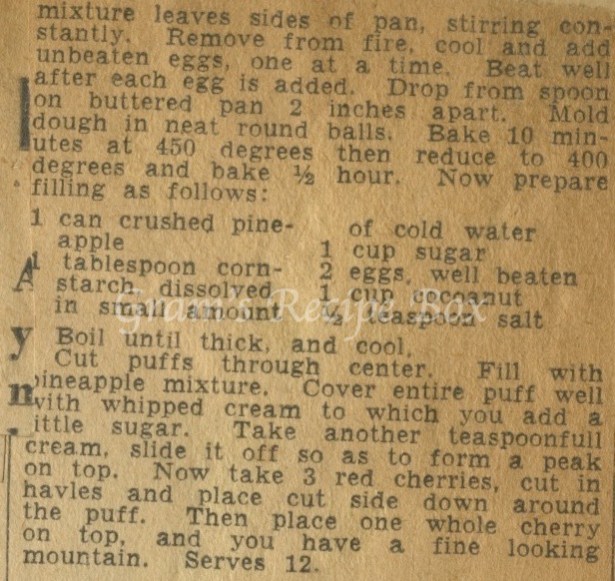 mixture leaves sides of pan, stirring con-
stantly. Remove from fire, cool and add
unbeaten eggs, one at a time. Beat well
after each egg is added. Drop from spoon
on buttered pan 2 inches apart. Mold
dough in neat round balls. Bake 10 min-
utes at 450 degrees then reduce to 400
degrees and bake ½ hour. Now prepare
filling as follows:
1 can crushed pine-
apple
1 tablespoon corn-
starch dissolved
in small amount
of cold water
1 cup sugar
2 eggs, well beaten
1 cup cocoanut
teaspoon salt
Gram's Recipe Box
Boil until thick, and cool.
Cut puffs through center. Fill with
pineapple mixture. Cover entire puff well
with whipped cream to which you add a
ittle sugar. Take another teaspoonfull
cream, slide it off so as to form a peak
on top. Now take 3 red cherries, cut in
havles and place cut side down around
the puff. Then place one whole cherry
on top, and you have a fine looking
mountain. Serves 12.
A
y
n